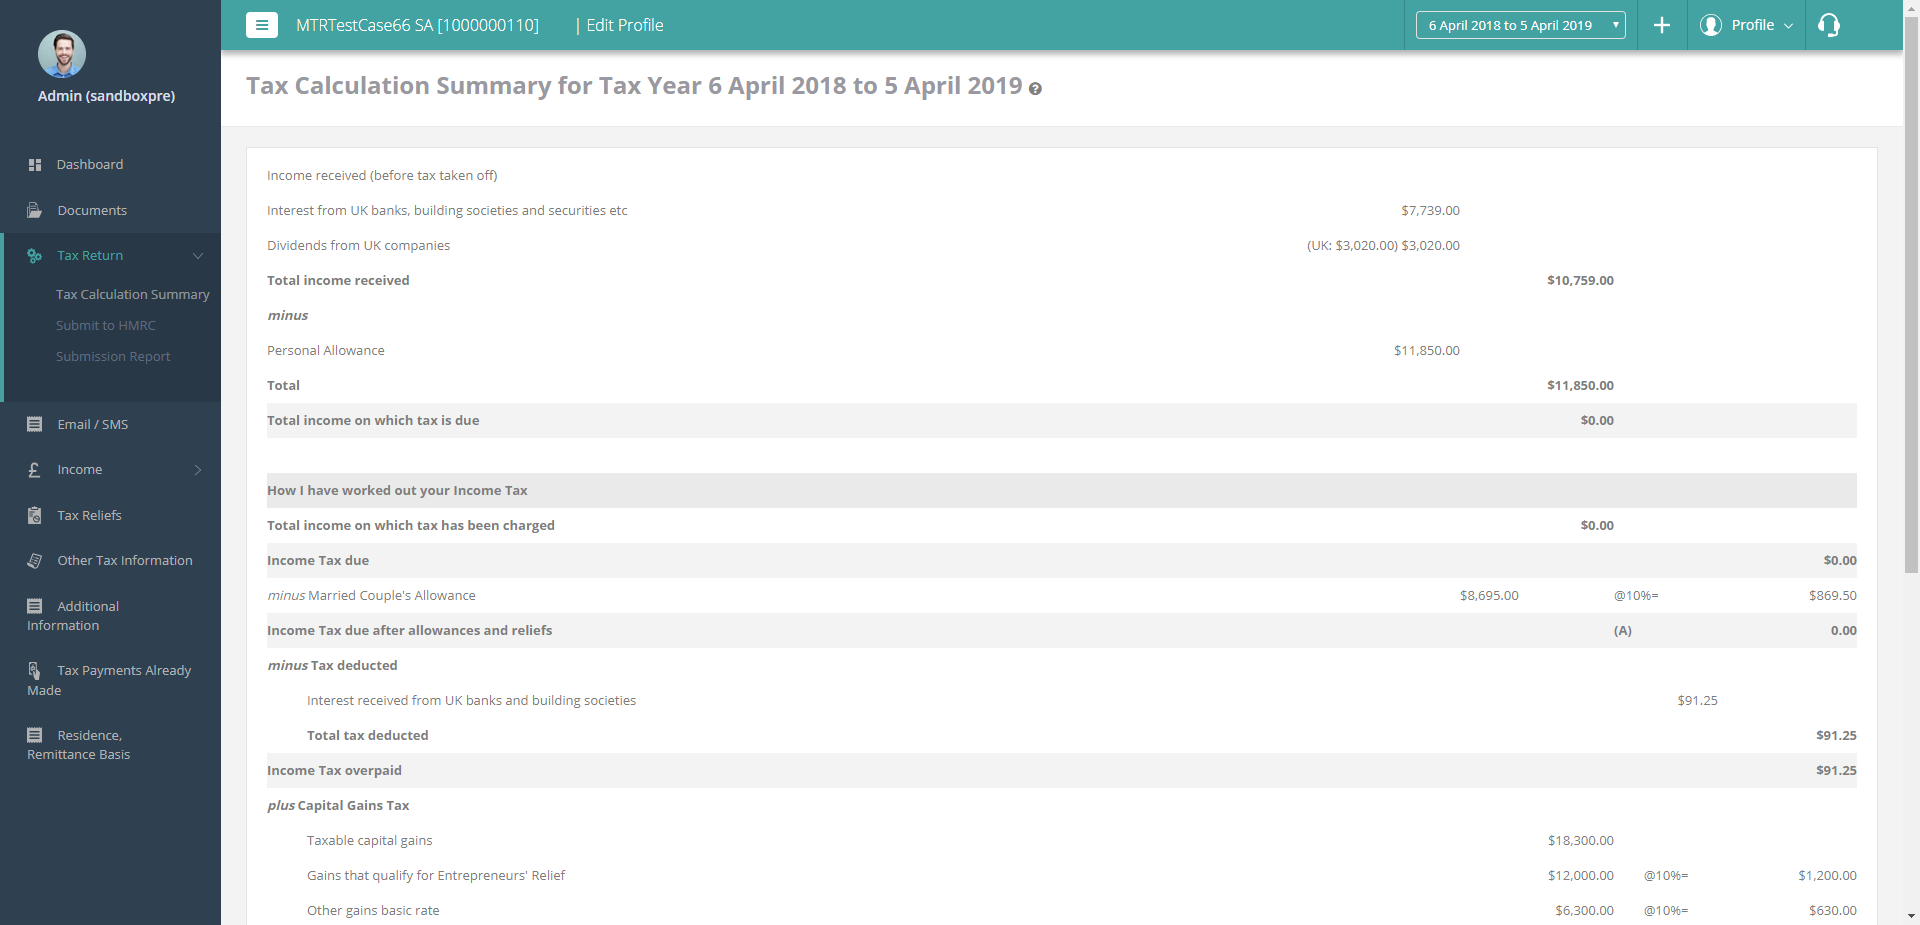 Admin (sandboxpre)
Dashboard
Documents
Tax Return
Tax Calculation Summary
Submit to HMRC
Submission Report
Email / SMS
£ Income
Tax Reliefs
Other Tax Information
Additional
Information
Tax Payments Already
Made
Residence,
Remittance Basis
MTRTestCase66 SA [1000000110] | Edit Profile
6 April 2018 to 5 April 2019
Profile
Tax Calculation Summary for Tax Year 6 April 2018 to 5 April 2019 ?
Income received (before tax taken off)
Interest from UK banks, building societies and securities etc $7,739.00
Dividends from UK companies (UK: $3,020.00) $3,020.00
Total income received $10,759.00
minus
Personal Allowance $11,850.00
Total $11,850.00
Total income on which tax is due $0.00
How I have worked out your Income Tax
Total income on which tax has been charged $0.00
Income Tax due $0.00
minus Married Couple's Allowance $8,695.00 @10%= $869.50
Income Tax due after allowances and reliefs (A) 0.00
minus Tax deducted
Interest received from UK banks and building societies $91.25
Total tax deducted $91.25
Income Tax overpaid $91.25
plus Capital Gains Tax
Taxable capital gains $18,300.00
Gains that qualify for Entrepreneurs' Relief $12,000.00 @10%= $1,200.00
Other gains basic rate $6,300.00 @10%= $630.00